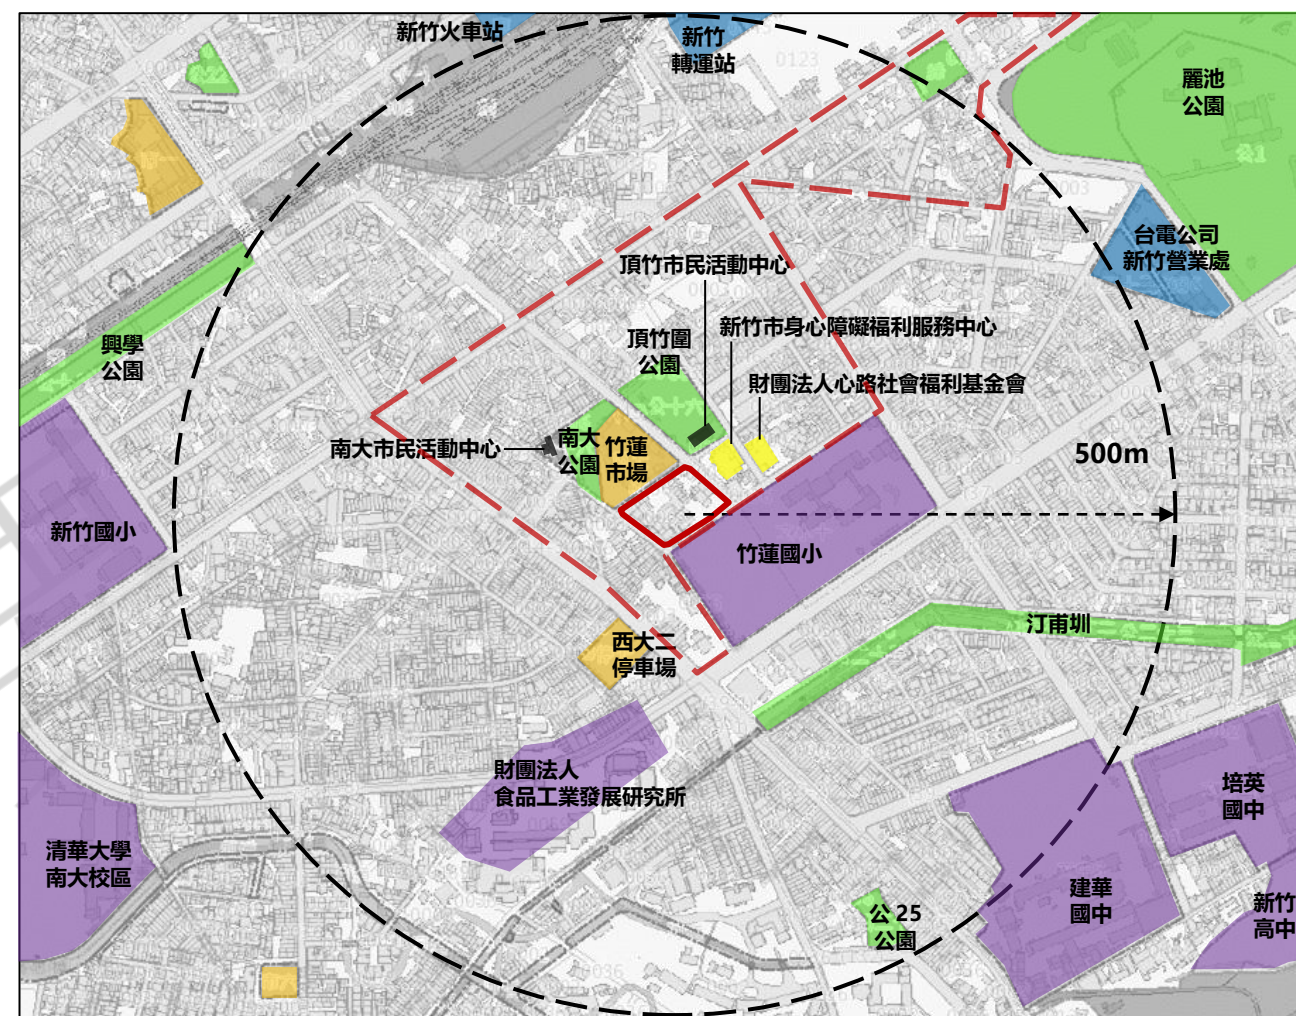 新竹火車站
新竹
轉運站
0123
麗池
公園
台電公司
新竹營業處
頂竹市民活動中心
新竹市身心障礙福利服務中心
頂竹圍
公園
財團法人心路社會福利基金會
興學
公園
南大市民活動中心
南大
公園
竹蓮
市場
500m
新竹國小
竹蓮國小
汀甫圳
西大二
停車場
財團法人
食品工業發展研究所
培英
國中
清華大學
南大校區
建華
國中
公 25
公園
新竹
高中
0036